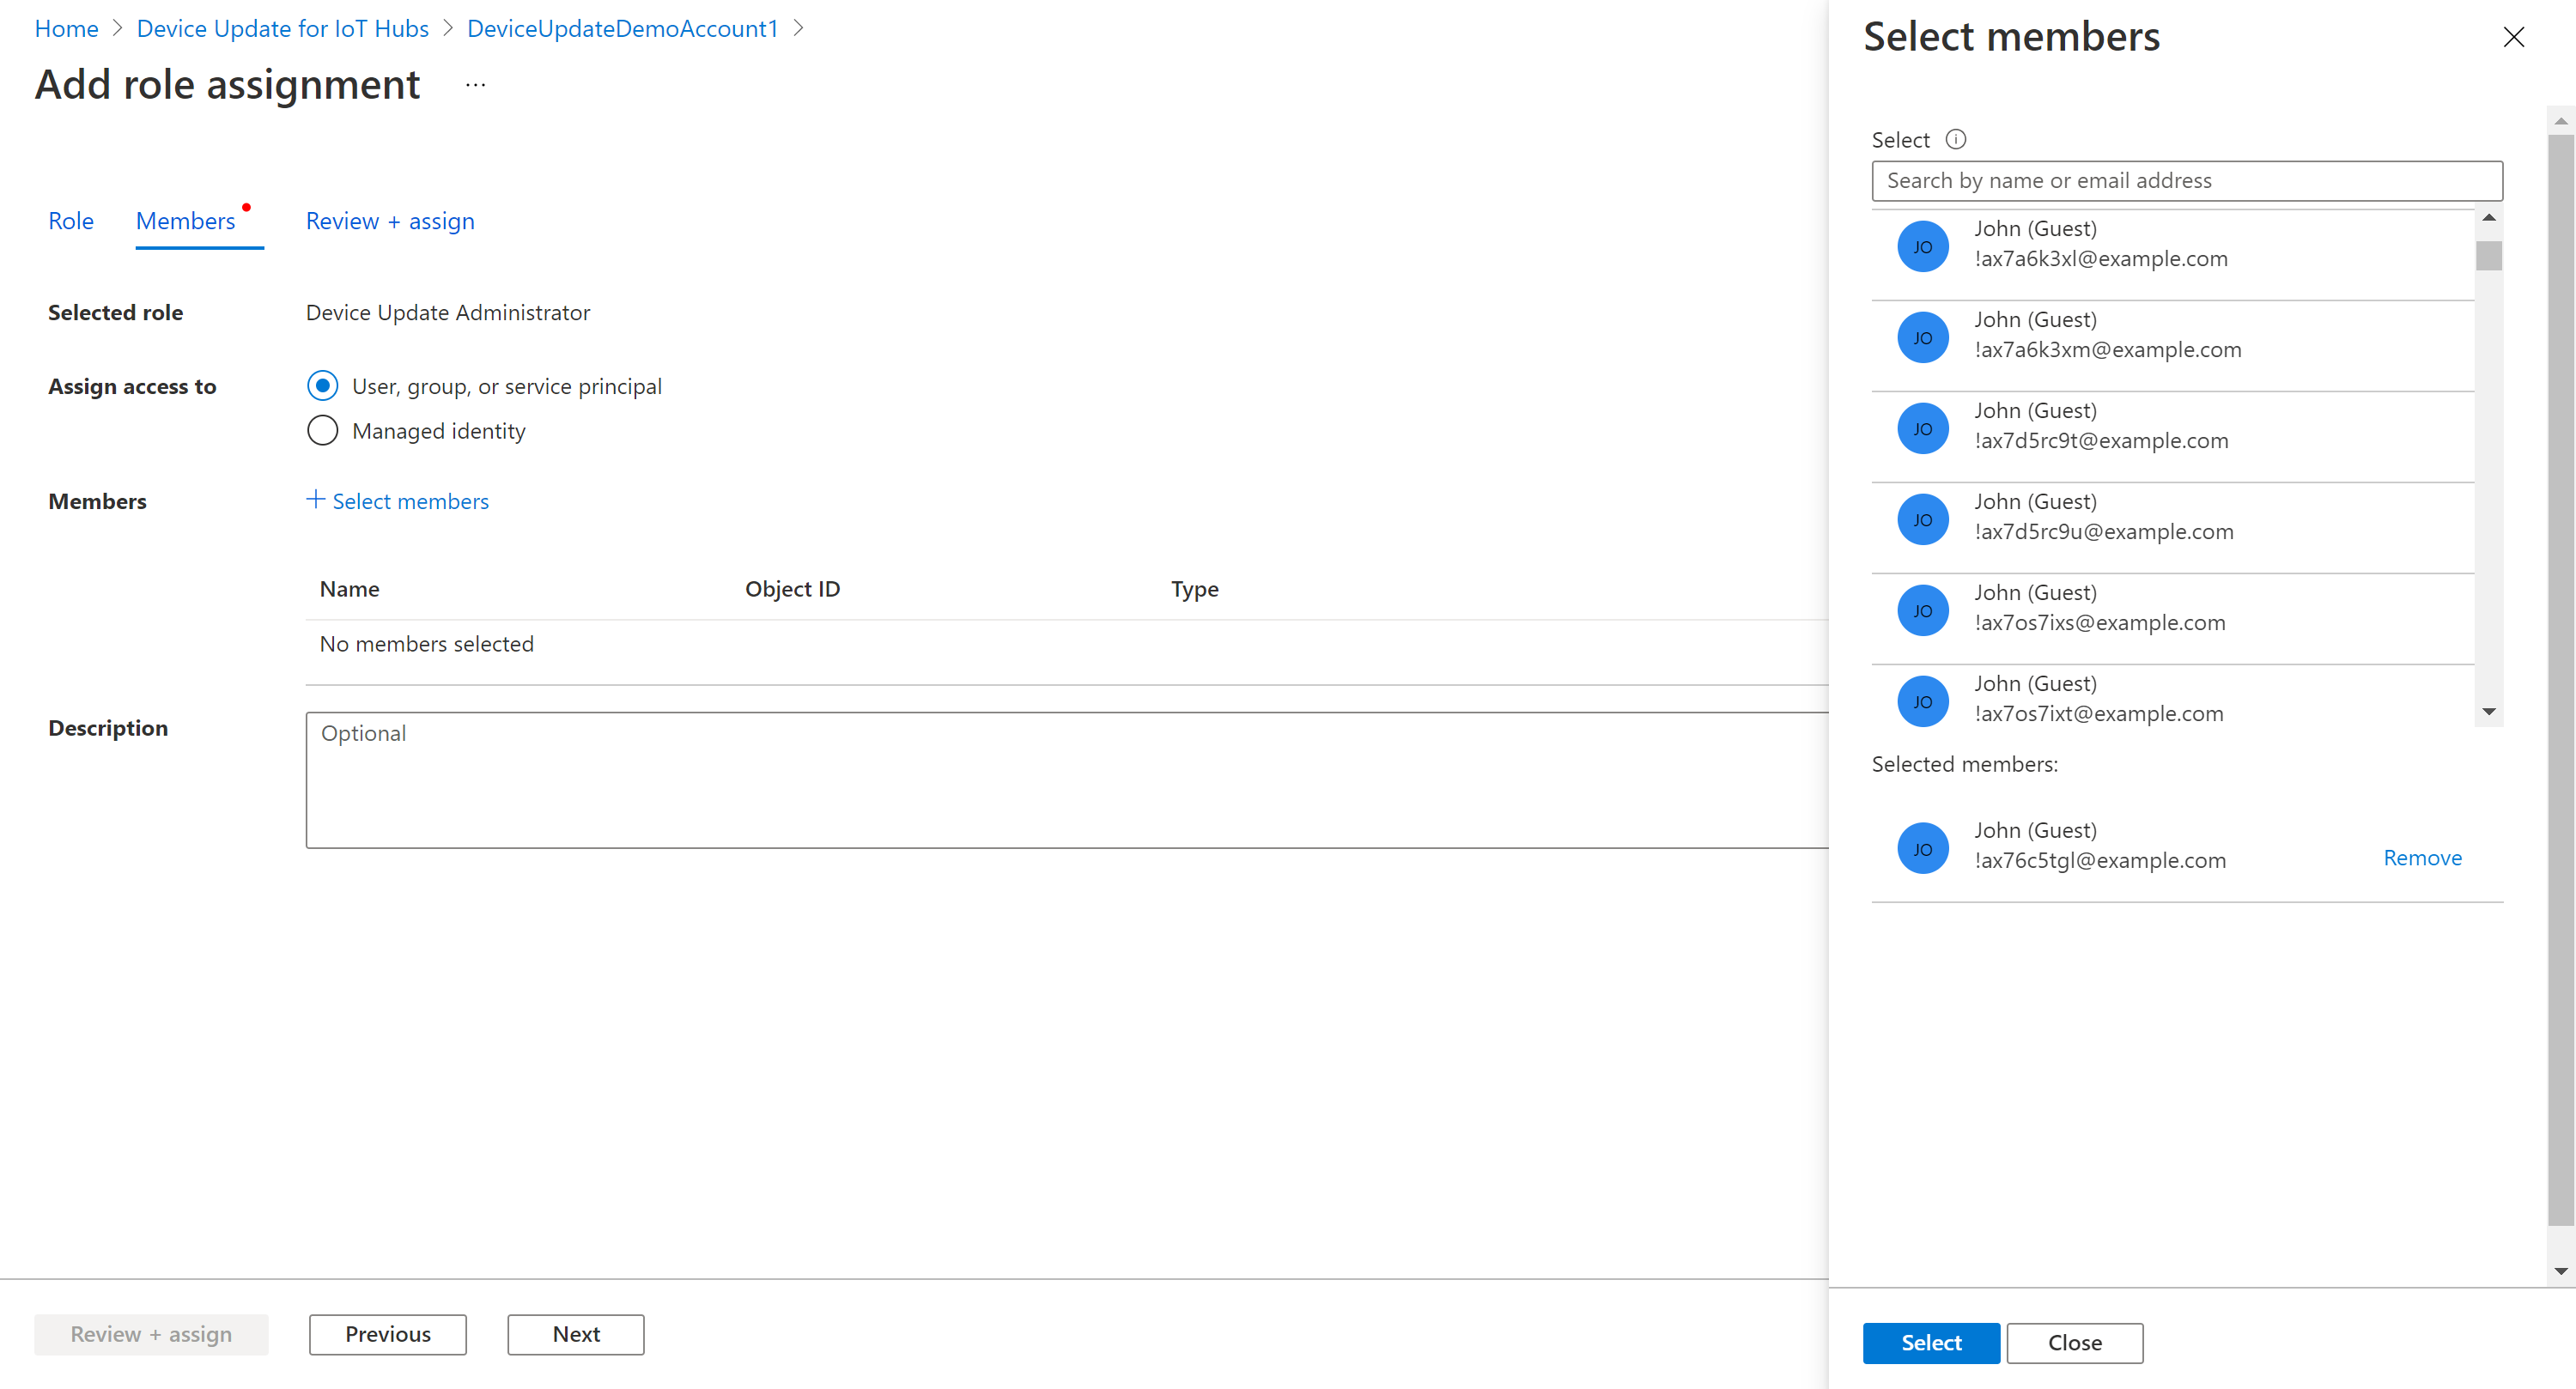 Home > Device Update for IoT Hubs > DeviceUpdateDemoAccount1 >
Add role assignment ...
Role Members Review + assign
Selected role Device Update Administrator
Assign access to User, group, or service principal
Managed identity
Members + Select members
Name Object ID Type
No members selected
Description Optional
Review + assign Previous Next
Select members
Select
Search by name or email address
JO John (Guest)
!ax7a6k3xl@example.com
JO John (Guest)
!ax7a6k3xm@example.com
JO John (Guest)
!ax7d5rc9t@example.com
JO John (Guest)
!ax7d5rc9u@example.com
JO John (Guest)
!ax7os7ixs@example.com
JO John (Guest)
!ax7os7ixt@example.com
Selected members:
JO John (Guest)
!ax76c5tgl@example.com
Remove
Select Close